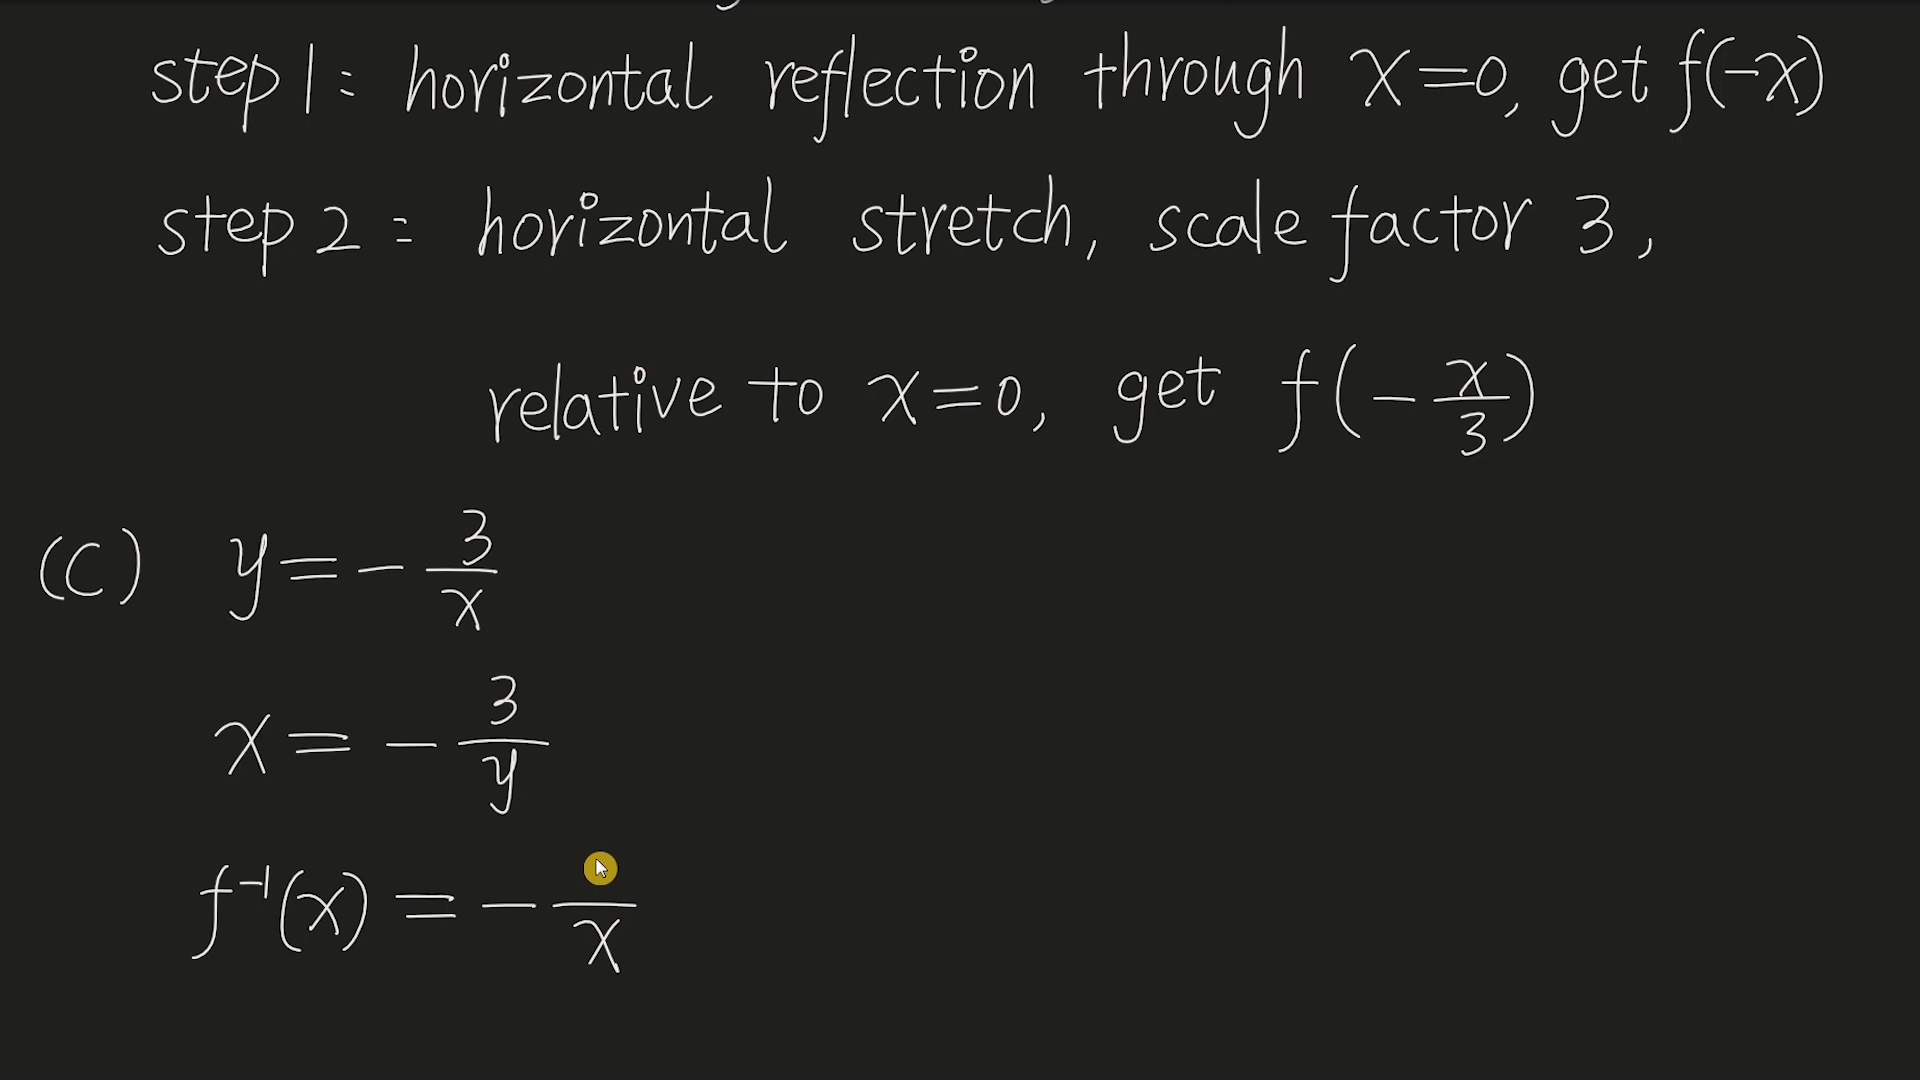 step 1: horizontal reflection through x=0, get f(-x)
step 2: horizontal stretch, scale factor 3,
relative to x=0, get f(-x/3)
(C) y=-3/x
x=-3/y
f⁻¹(x)=- /x